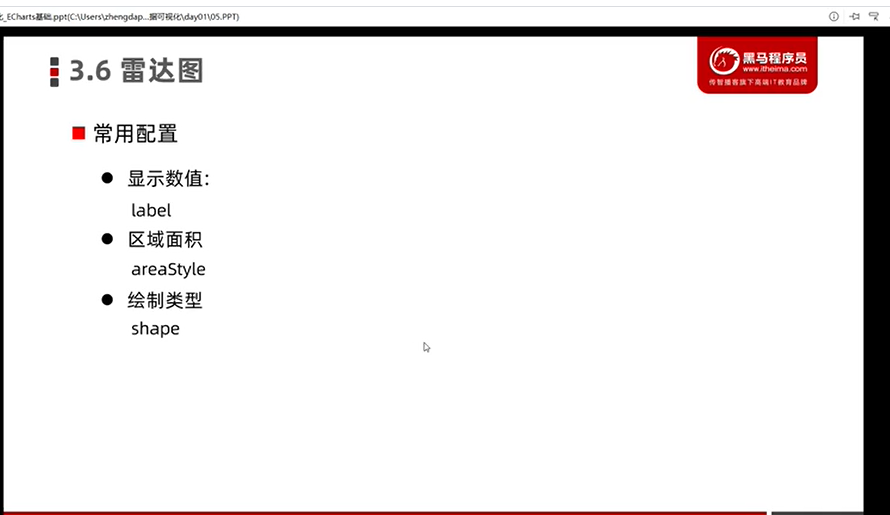 _ECharts基础.ppt(C:\Users\zhengdap...据可视化\day01\05.PPT)
3.6 雷达图
黑马程序员
www.itheima.com
传智播客旗下高端IT教育品牌
常用配置
显示数值:
label
区域面积
areaStyle
绘制类型
shape